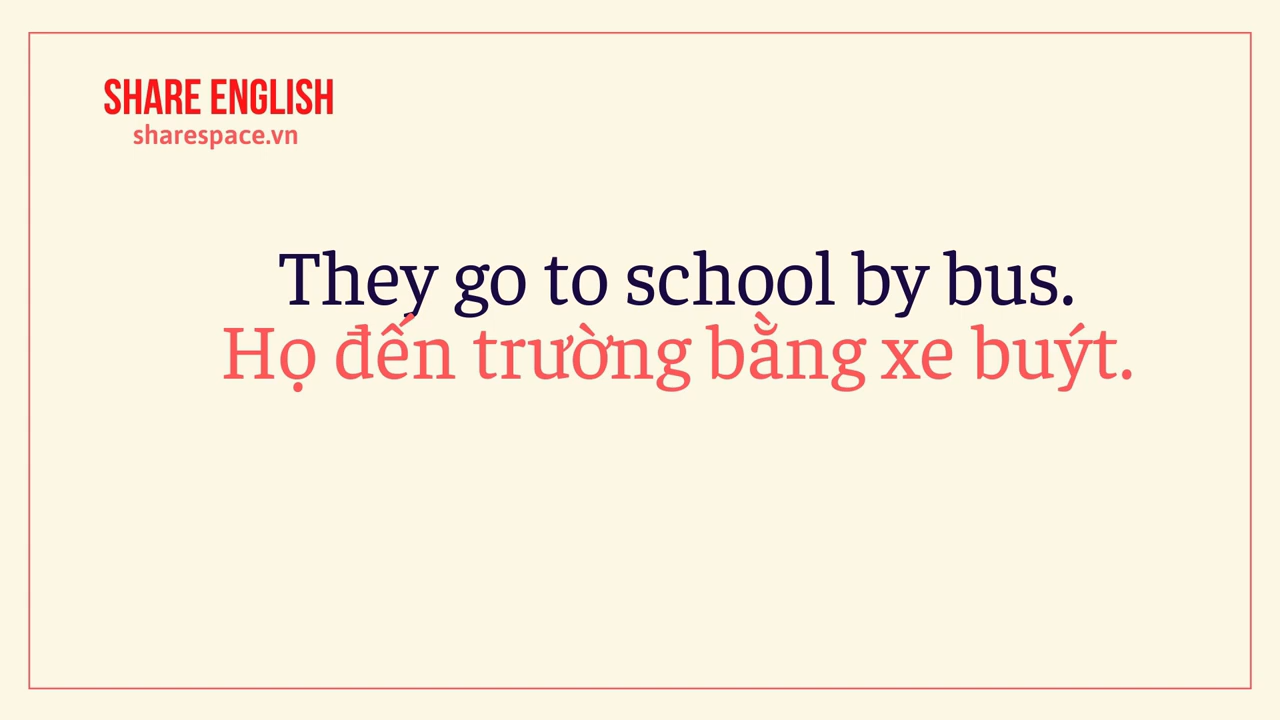 SHARE ENGLISH
sharespace.vn
They go to school by bus.
Họ đến trường bằng xe buýt.